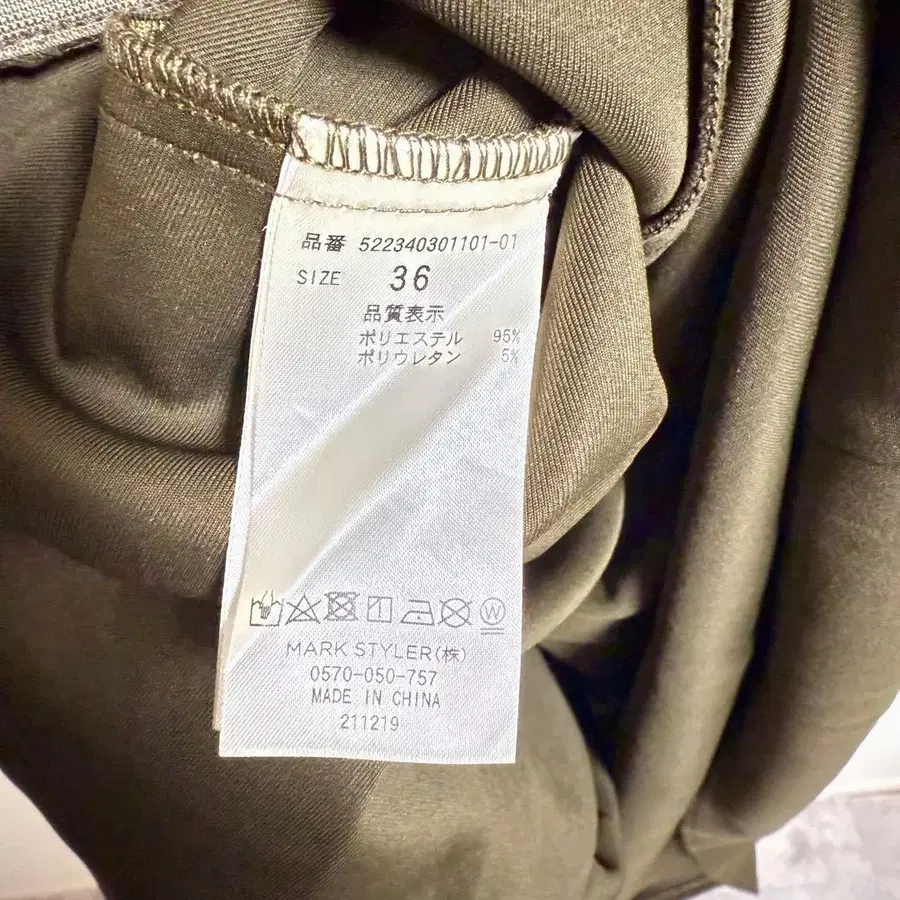 品番 522340301101-01
SIZE 36
品質表示
ポリエステル 95%
ポリウレタン 5%
W
MARK STYLER(株)
0570-050-757
MADE IN CHINA
211219